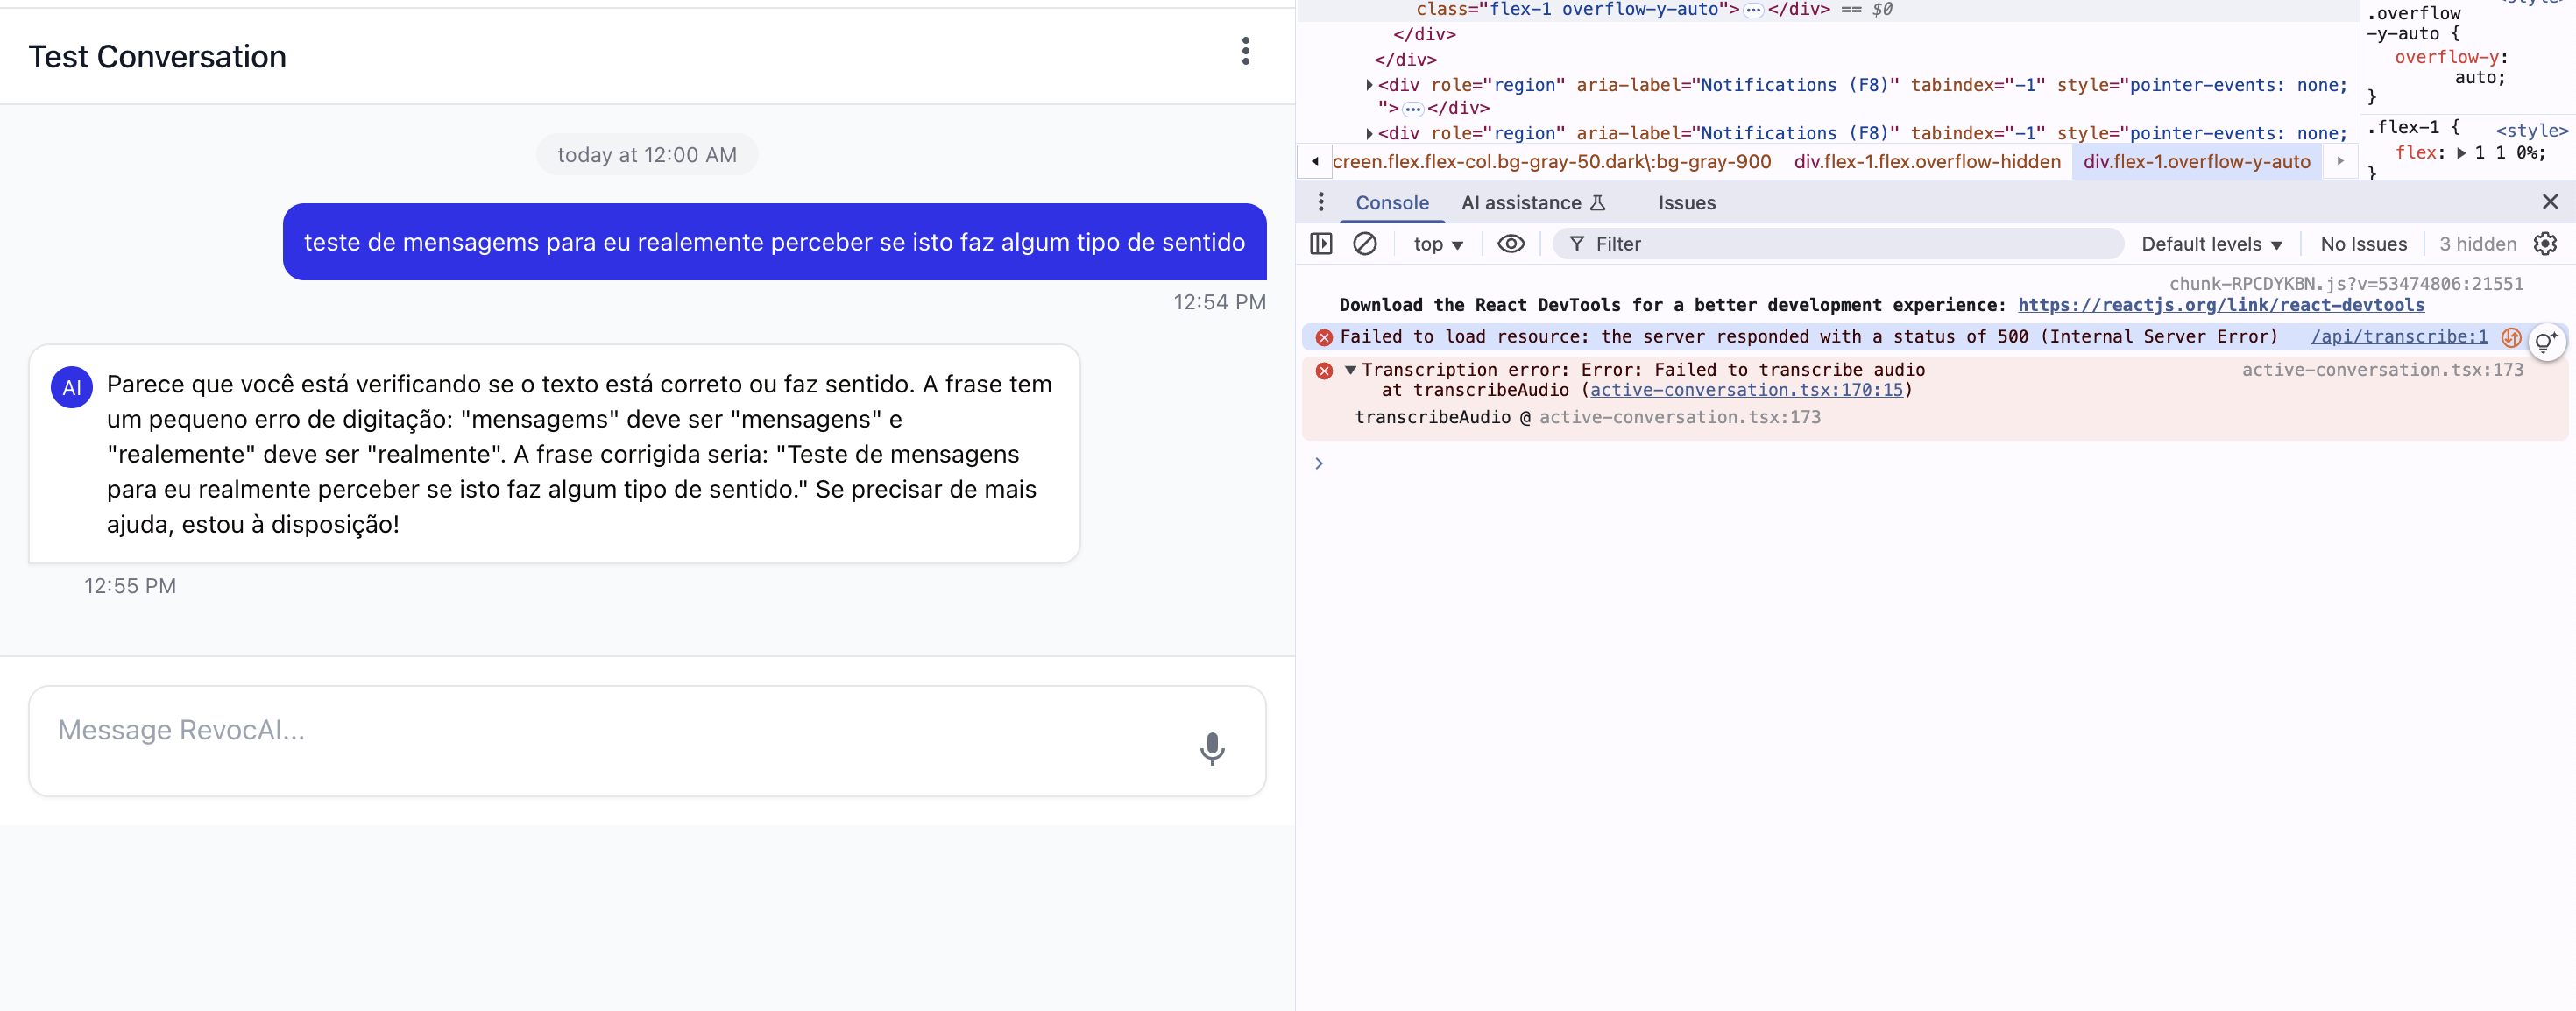 Test Conversation
today at 12:00 AM
teste de mensagems para eu realemente perceber se isto faz algum tipo de sentido
12:54 PM
AI
Parece que você está verificando se o texto está correto ou faz sentido. A frase tem
um pequeno erro de digitação: "mensagems" deve ser "mensagens" e
"realemente" deve ser "realmente". A frase corrigida seria: "Teste de mensagens
para eu realmente perceber se isto faz algum tipo de sentido." Se precisar de mais
ajuda, estou à disposição!
12:55 PM
Message RevocAI...
class="flex-1 overflow-y-auto"> ... </div> == $0
</div>
</div>
<div role="region" aria-label="Notifications (F8)" tabindex="-1" style="pointer-events: none;
"> ... </div>
<div role="region" aria-label="Notifications (F8)" tabindex="-1" style="pointer-events: none;
creen.flex.flex-col.bg-gray-50.dark\:bg-gray-900 div.flex-1.flex.overflow-hidden div.flex-1.overflow-y-auto
.overflow
-y-auto {
overflow-y:
auto;
}
.flex-1 { <style>
flex: 1 1 0%;
}
Console AI assistance Issues
top Filter Default levels No Issues 3 hidden
chunk-RPCDYKBN.js?v=53474806:21551
Download the React DevTools for a better development experience: https://reactjs.org/link/react-devtools
Failed to load resource: the server responded with a status of 500 (Internal Server Error) /api/transcribe:1
Transcription error: Error: Failed to transcribe audio active-conversation.tsx:173
at transcribeAudio (active-conversation.tsx:170:15)
transcribeAudio @ active-conversation.tsx:173